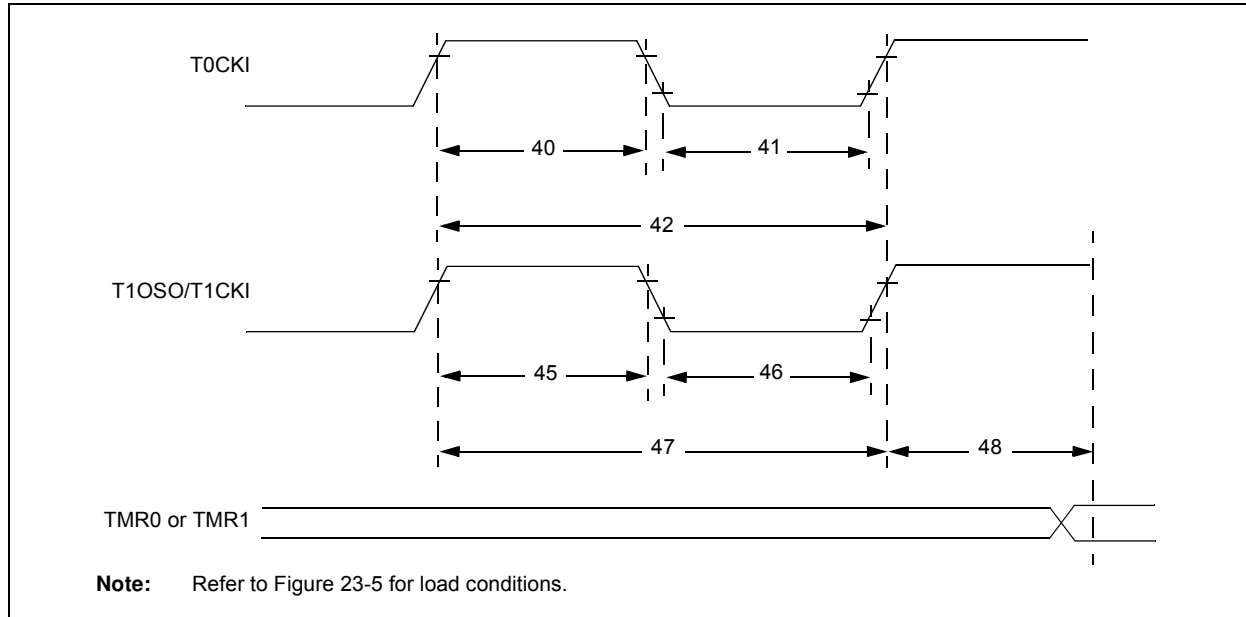 T0CKI
40
41
42
T1OSO/T1CKI
45
46
47
48
TMR0 or TMR1
Note: Refer to Figure 23-5 for load conditions.